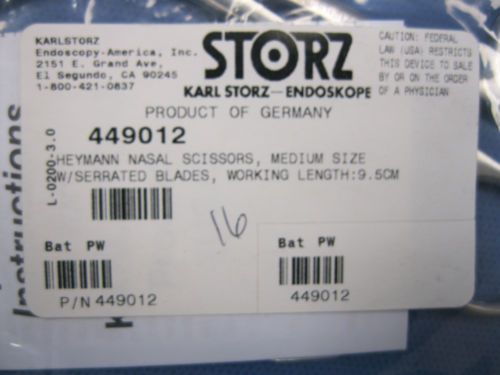 KARLSTORZ
Endoscopy-America, Inc.
2151 E. Grand Ave,
El Segundo, CA 90245
1-800-421-0837
STORZ
KARL STORZ—ENDOSKOPE
CAUTION: FEDERAL
LAW (USA) RESTRICTS
THIS DEVICE TO SALE
BY OR ON THE ORDER
OF A PHYSICIAN
PRODUCT OF GERMANY
449012
HEYMANN NASAL SCISSORS, MEDIUM SIZE
W/SERRATED BLADES, WORKING LENGTH:9.5CM
L-0200-3.0
16
Bat PW
P/N 449012
Bat PW
449012
Instructions